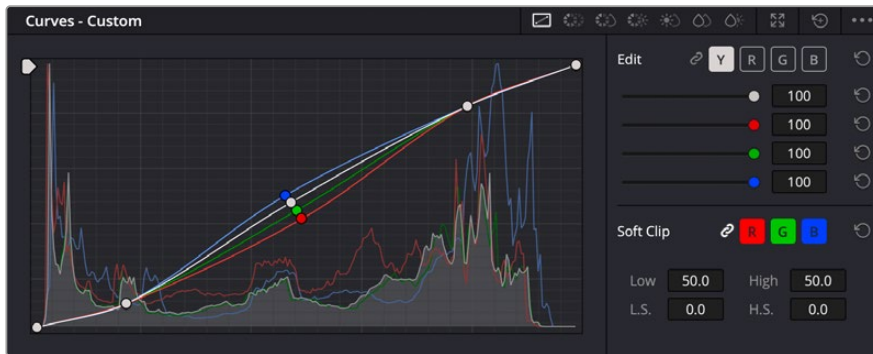 Curves - Custom
Edit Y R G B
100
100
100
100
Soft Clip R G B
Low 50.0 High 50.0
L.S. 0.0 H.S. 0.0